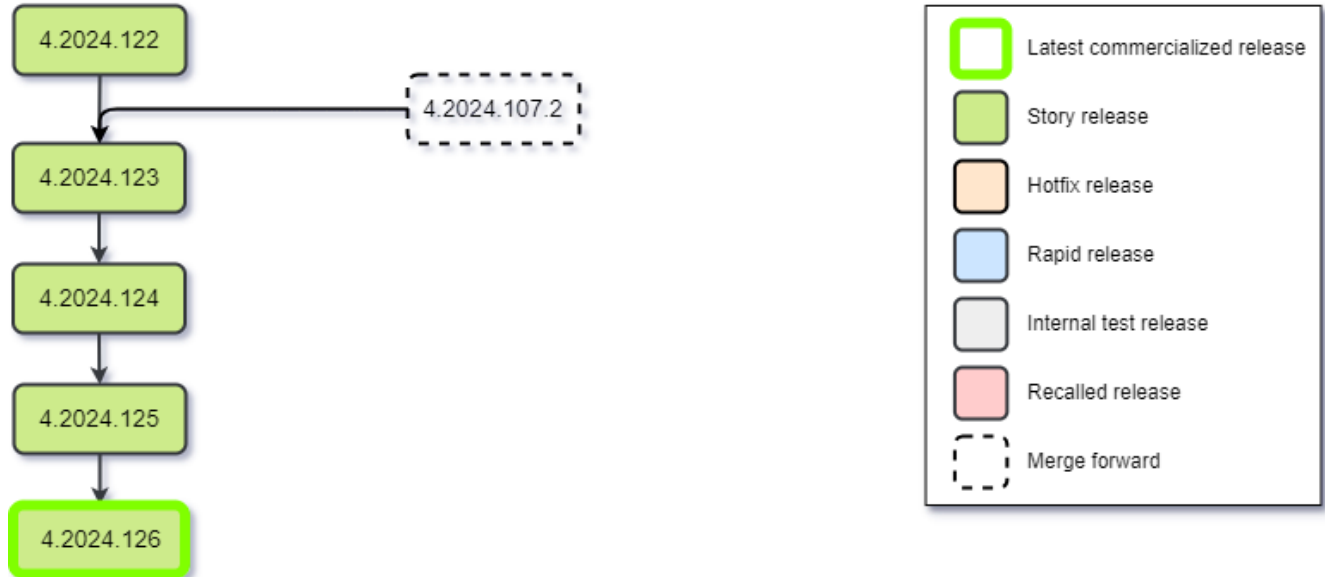 4.2024.122
4.2024.107.2
4.2024.123
4.2024.124
4.2024.125
4.2024.126
Latest commercialized release
Story release
Hotfix release
Rapid release
Internal test release
Recalled release
Merge forward